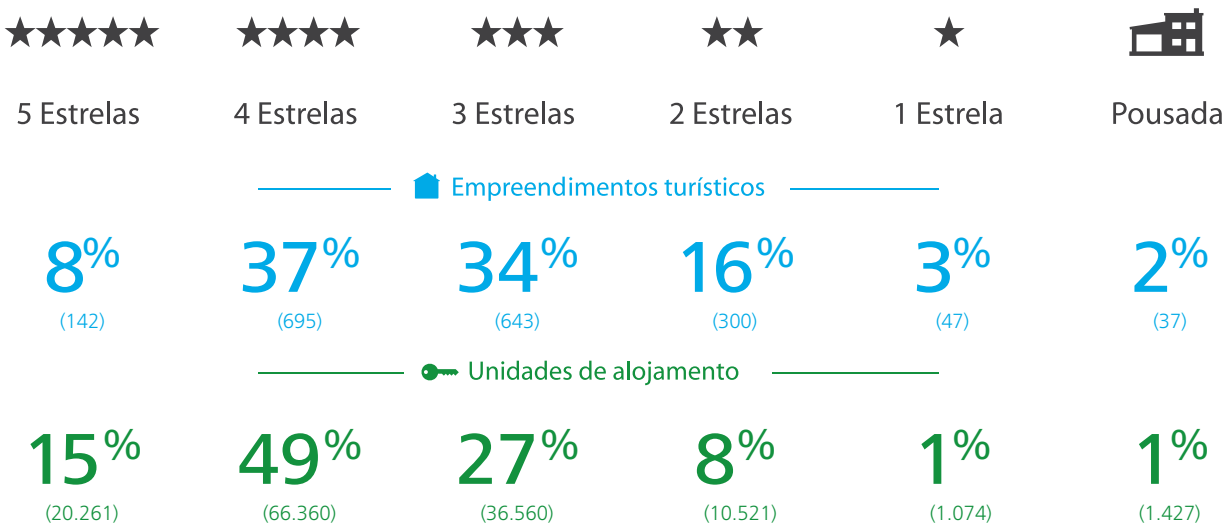 5 Estrelas 4 Estrelas 3 Estrelas 2 Estrelas 1 Estrela Pousada
Empreendimentos turísticos
8% 37% 34% 16% 3% 2%
(142) (695) (643) (300) (47) (37)
Unidades de alojamento
15% 49% 27% 8% 1% 1%
(20.261) (66.360) (36.560) (10.521) (1.074) (1.427)